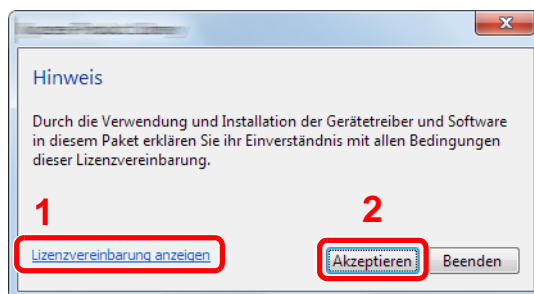 Hinweis
Durch die Verwendung und Installation der Gerätetreiber und Software
in diesem Paket erklären Sie ihr Einverständnis mit allen Bedingungen
dieser Lizenzvereinbarung.
1
2
Lizenzvereinbarung anzeigen
Akzeptieren
Beenden